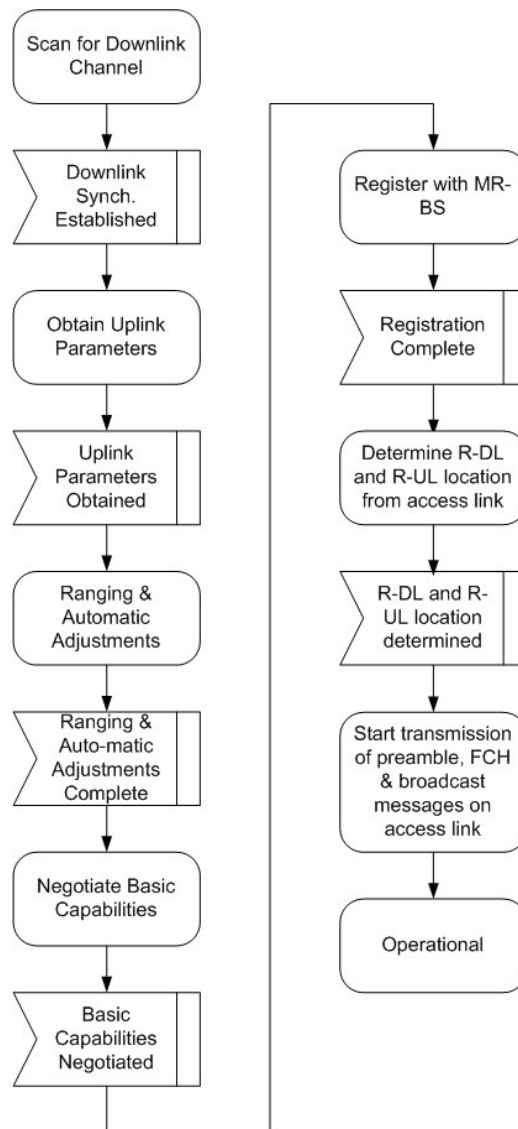 Scan for Downlink
Channel
Downlink
Synch.
Established
Obtain Uplink
Parameters
Uplink
Parameters
Obtained
Ranging &
Automatic
Adjustments
Ranging &
Auto-matic
Adjustments
Complete
Negotiate Basic
Capabilities
Basic
Capabilities
Negotiated
Register with MR-
BS
Registration
Complete
Determine R-DL
and R-UL location
from access link
R-DL and R-
UL location
determined
Start transmission
of preamble, FCH
& broadcast
messages on
access link
Operational